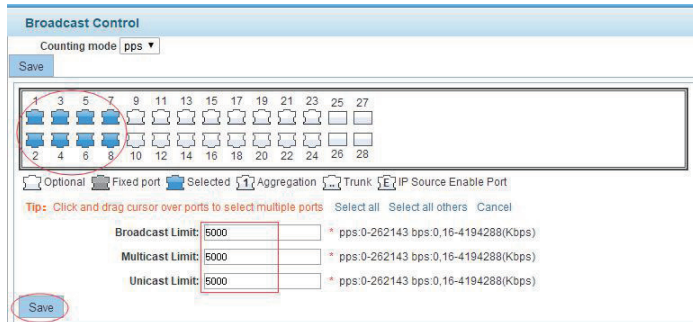 Broadcast Control
Counting mode pps ▼
Save
1 3 5 7 9 11 13 15 17 19 21 23 25 27
2 4 6 8 10 12 14 16 18 20 22 24 26 28
Optional Fixed port Selected 1 Aggregation .. Trunk E IP Source Enable Port
Tip: Click and drag cursor over ports to select multiple ports Select all Select all others Cancel
Broadcast Limit: 5000 * pps:0-262143 bps:0,16-4194288(Kbps)
Multicast Limit: 5000 * pps:0-262143 bps:0,16-4194288(Kbps)
Unicast Limit: 5000 * pps:0-262143 bps:0,16-4194288(Kbps)
Save